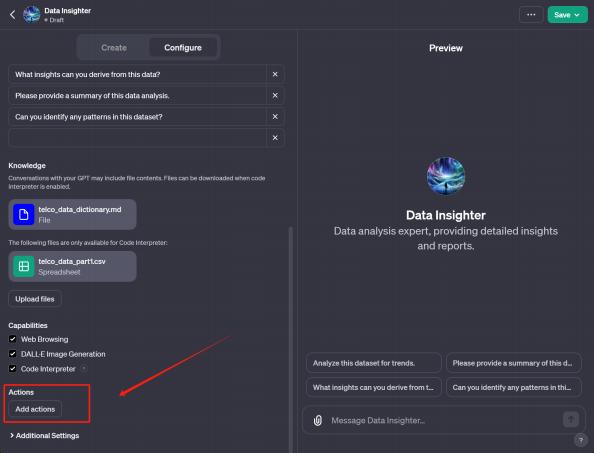 Data Insighter
Draft
...
Save
Create
Configure
What insights can you derive from this data?
Please provide a summary of this data analysis.
Can you identify any patterns in this dataset?
Knowledge
Conversations with your GPT may include file contents. Files can be downloaded when code
Interpreter is enabled.
telco_data_dictionary.md
File
The following files are only available for Code Interpreter:
telco_data_part1.csv
Spreadsheet
Upload files
Capabilities
Web Browsing
DALL·E Image Generation
Code Interpreter ?
Actions
Add actions
Additional Settings
Preview
Data Insighter
Data analysis expert, providing detailed insights
and reports.
Analyze this dataset for trends.
Please provide a summary of this d...
What insights can you derive from t...
Can you identify any patterns in thi...
Message Data Insighter...
?